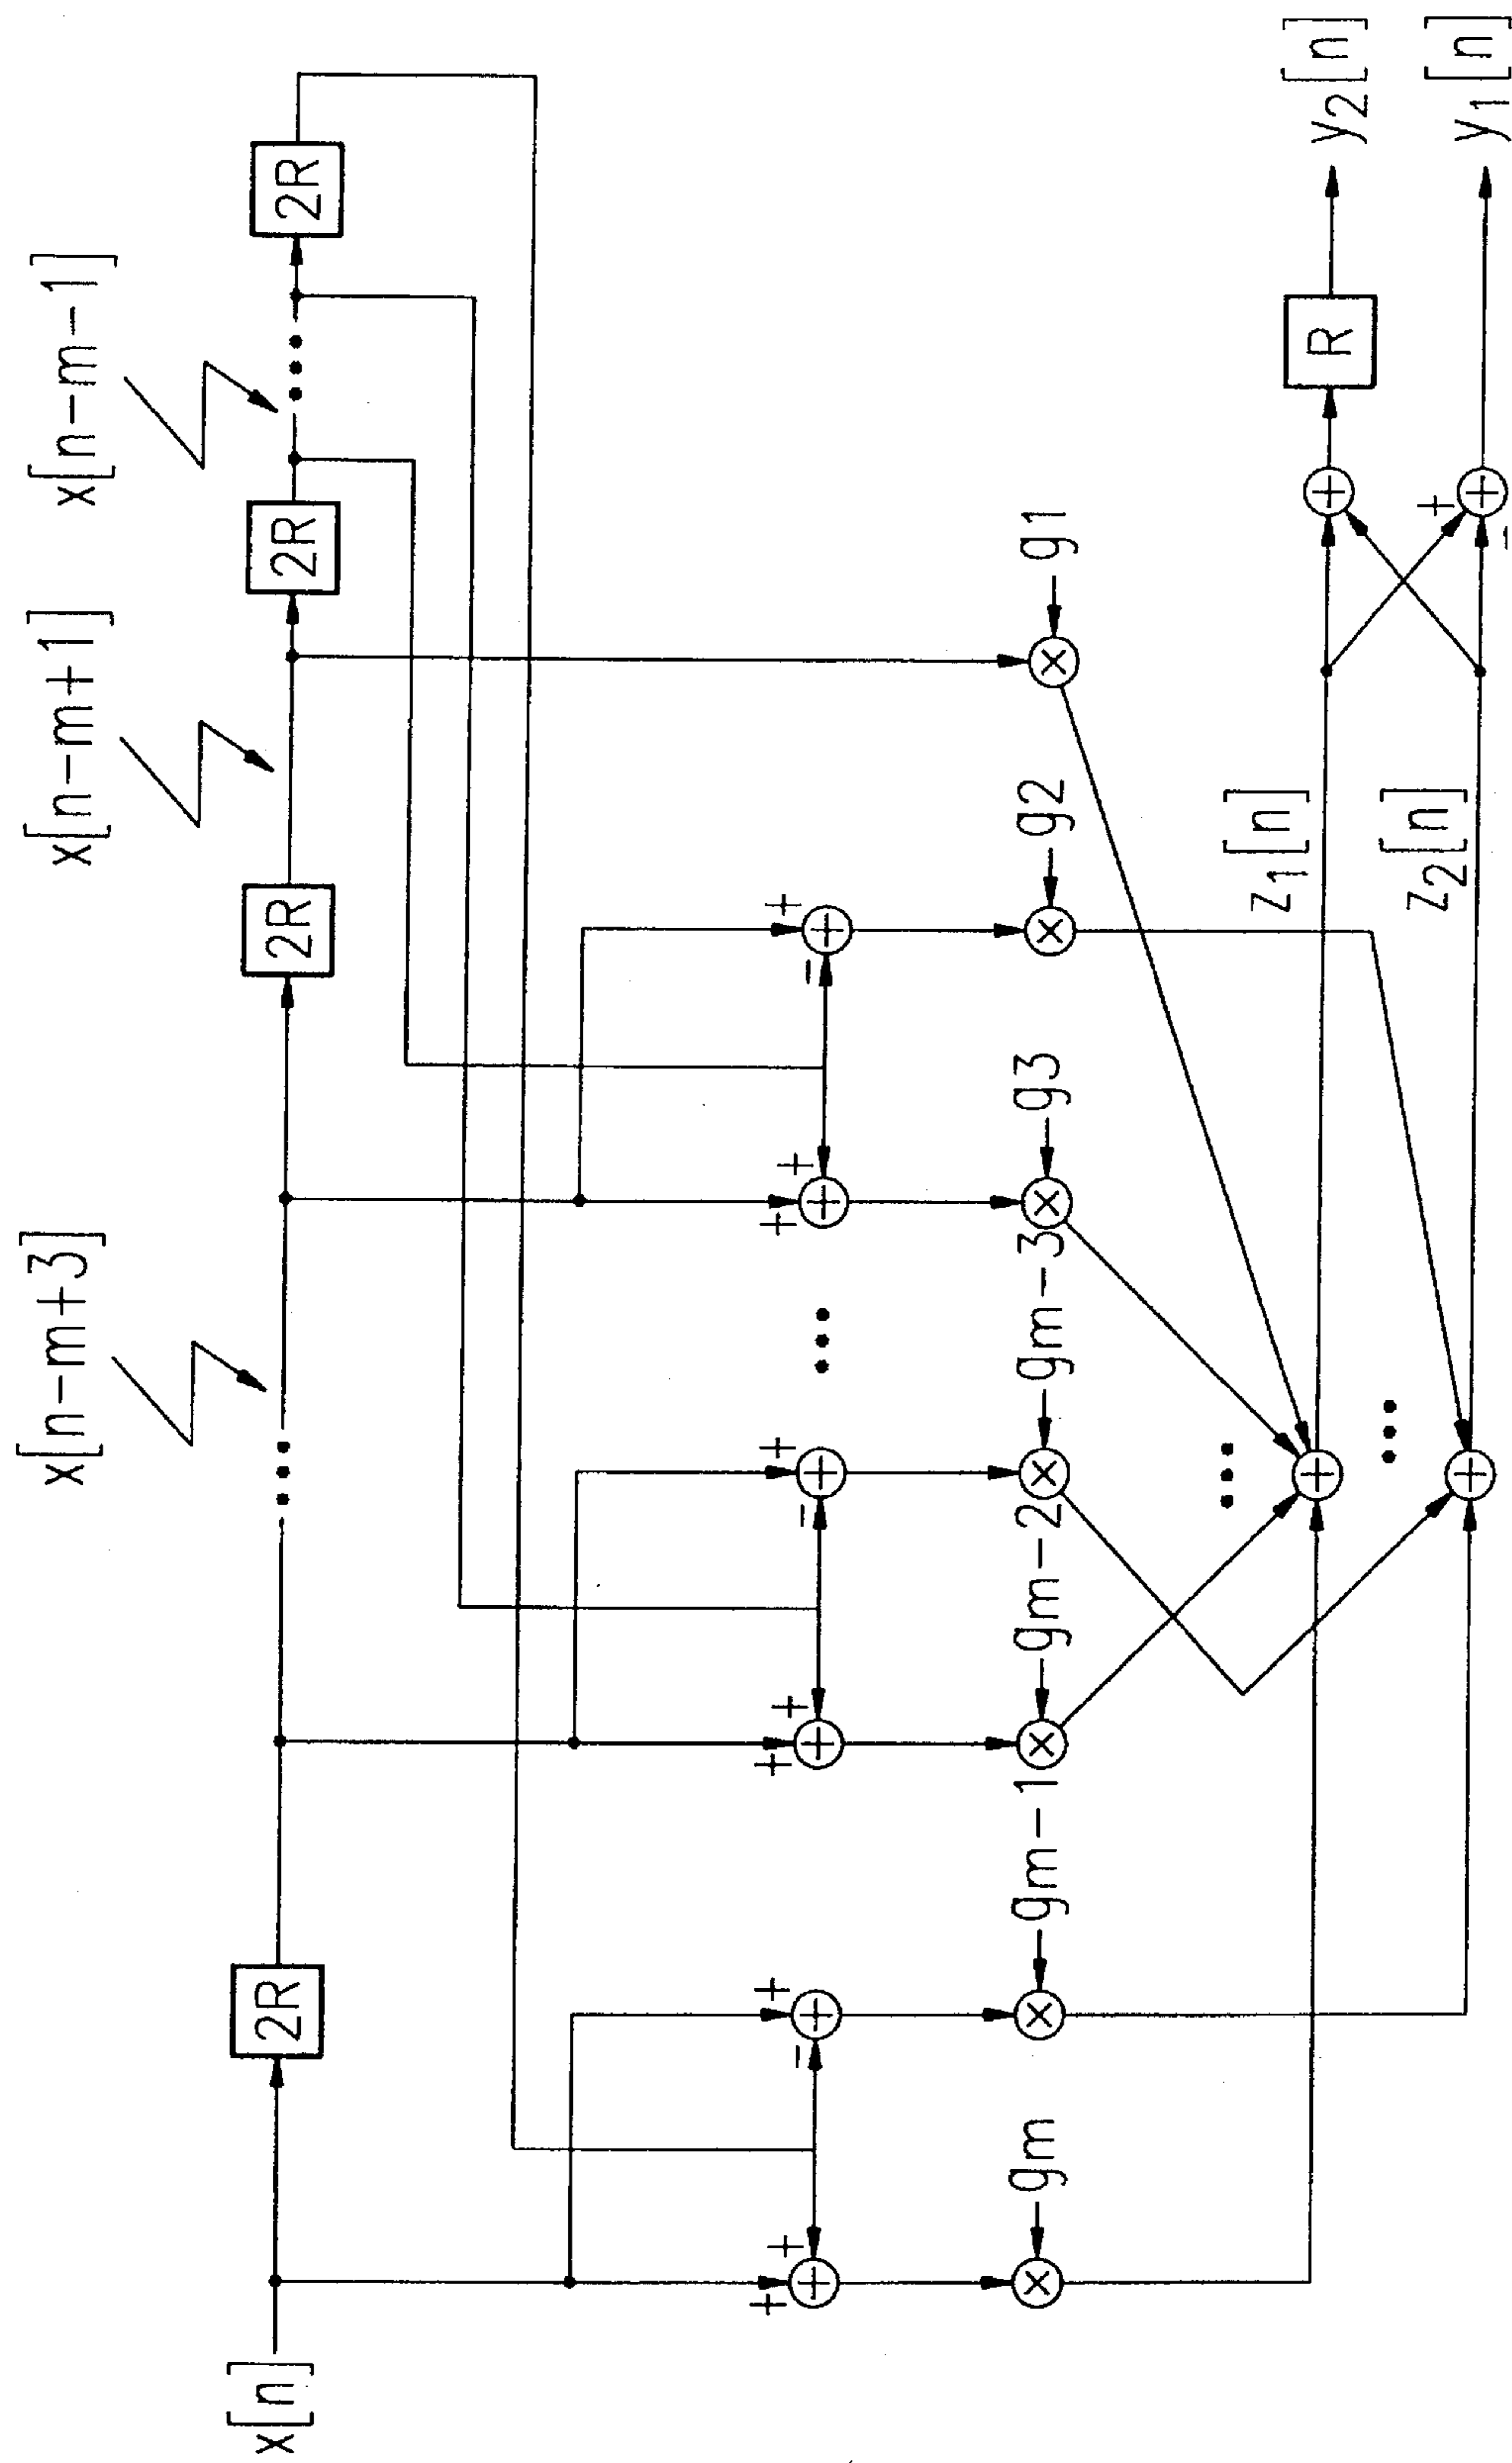 x[n]
x[n-m+3]
x[n-m+1]
x[n-m-1]
2R
2R
2R
2R
+
+
-
+
+
+
-
+
+
+
-
+
gm
gm-1
gm-2
gm-3
g3
g2
g1
z1[n]
z2[n]
+
-
R
y2[n]
y1[n]